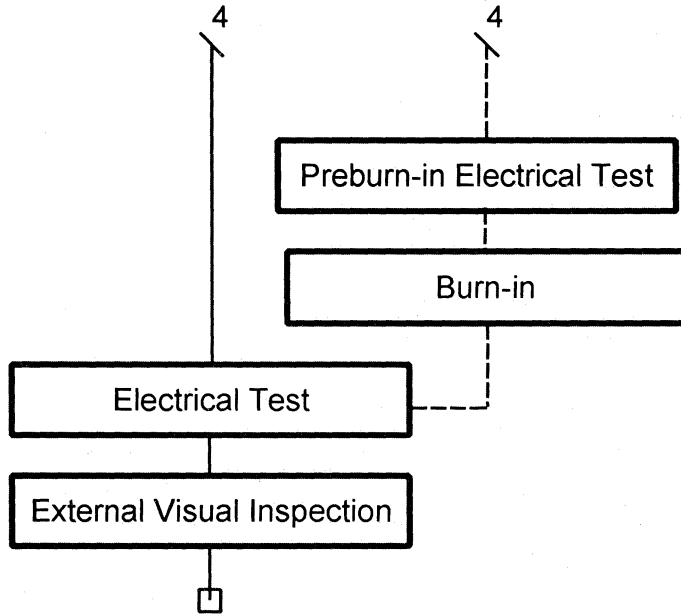 4
4
Preburn-in Electrical Test
Burn-in
Electrical Test
External Visual Inspection